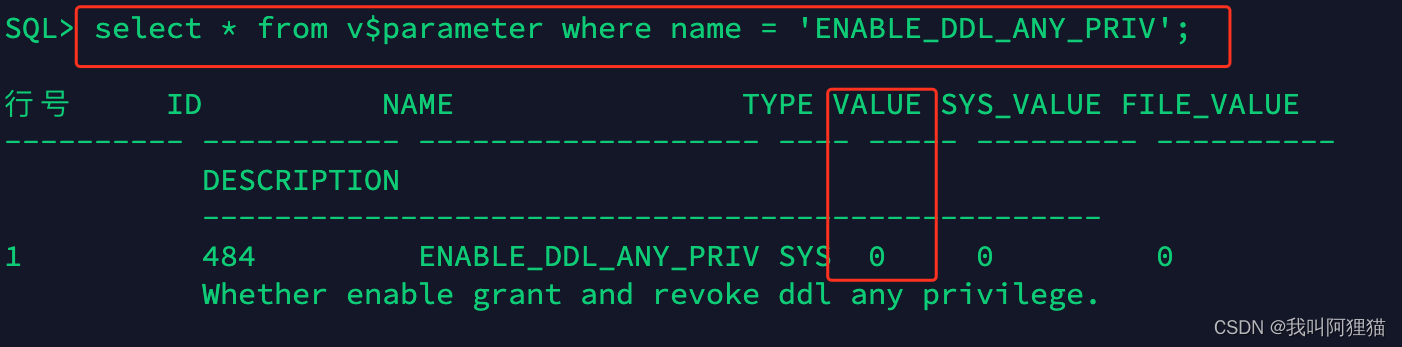 SQL> select * from v$parameter where name = 'ENABLE_DDL_ANY_PRIV';
行号 ID NAME TYPE VALUE SYS_VALUE FILE_VALUE
---------- ----------- ------------------- ---- ----- --------- ----------
DESCRIPTION
--------------------------------------------------
1 484 ENABLE_DDL_ANY_PRIV SYS 0 0 0
Whether enable grant and revoke ddl any privilege.
CSDN @我叫阿狸猫